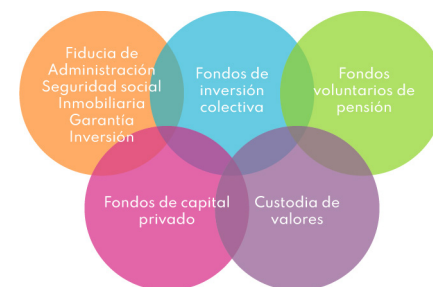 Fiducia de
Administración
Seguridad social
Inmobiliaria
Garantía
Inversión
Fondos de
inversión
colectiva
Fondos
voluntarios de
pensión
Fondos de capital
privado
Custodia de
valores